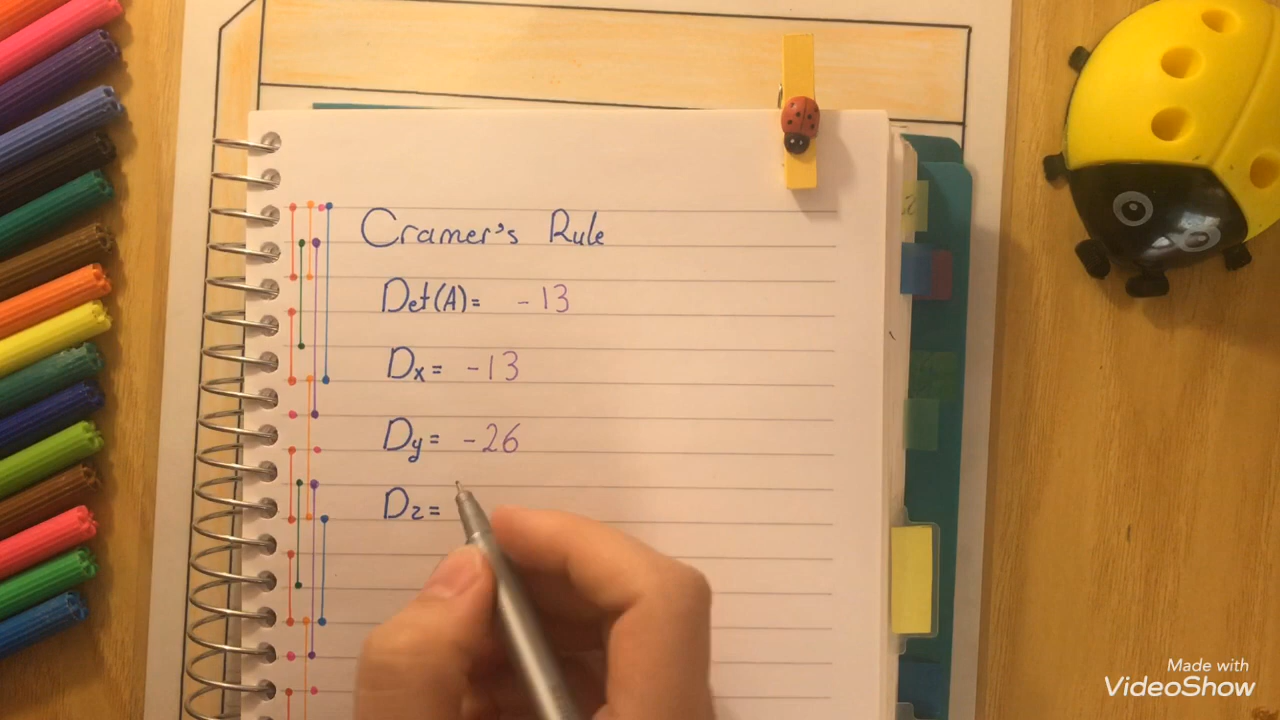 Cramer's Rule
Det(A)= -13
Dx= -13
Dy= -26
Dz=
Made with
VideoShow